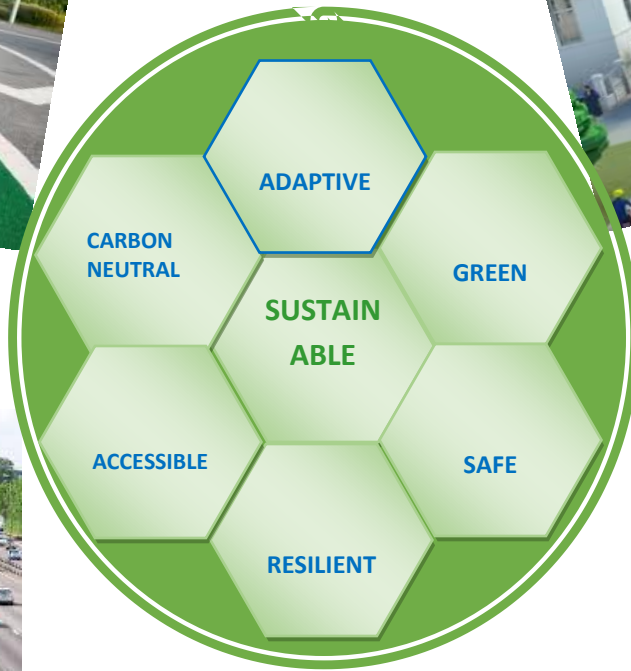 ADAPTIVE
CARBON
NEUTRAL
GREEN
SUSTAIN
ABLE
ACCESSIBLE
SAFE
RESILIENT